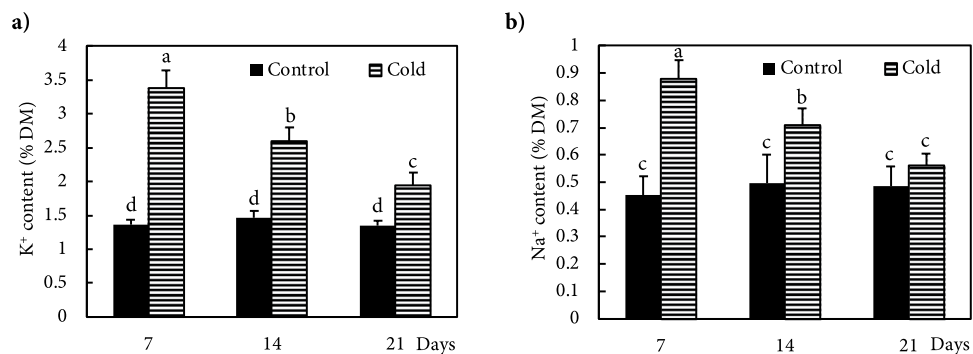 a)
4
3.5
3
2.5
2
1.5
1
0.5
0
K⁺ content (% DM)
Control
Cold
a
b
c
d
d
d
7
14
21
Days
b)
1
0.9
0.8
0.7
0.6
0.5
0.4
0.3
0.2
0.1
0
Na⁺ content (% DM)
Control
Cold
a
b
c
c
c
c
7
14
21
Days